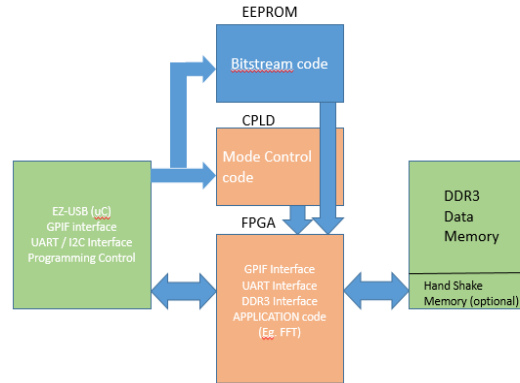 EEPROM
Bitstream code
CPLD
Mode Control
code
FPGA
EZ-USB (uC)
GPIF interface
UART / I2C Interface
Programming Control
GPIF Interface
UART Interface
DDR3 Interface
APPLICATION code
(Eg. FFT)
DDR3
Data
Memory
Hand Shake
Memory (optional)